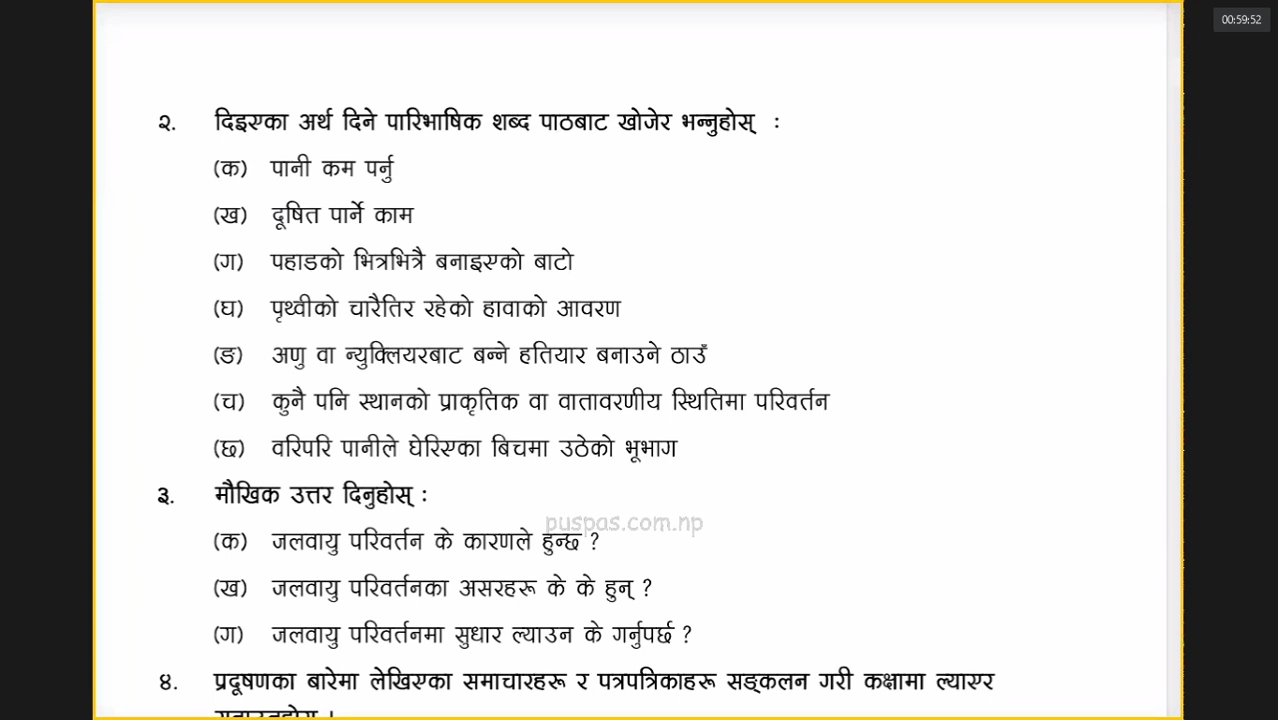 00:59:52
२. दिइएका अर्थ दिने पारिभाषिक शब्द पाठबाट खोजेर भन्नुहोस् :
(क) पानी कम पर्नु
(ख) दूषित पार्ने काम
(ग) पहाडको भित्रभित्रै बनाइएको बाटो
(घ) पृथ्वीको चारैतिर रहेको हावाको आवरण
(ङ) अणु वा न्युक्लियरबाट बन्ने हतियार बनाउने ठाउँ
(च) कुनै पनि स्थानको प्राकृतिक वा वातावरणीय स्थितिमा परिवर्तन
(छ) वरिपरि पानीले घेरिएका बिचमा उठेको भूभाग
३. मौखिक उत्तर दिनुहोस् :
puspas.com.np
(क) जलवायु परिवर्तन के कारणले हुन्छ ?
(ख) जलवायु परिवर्तनका असरहरू के के हुन् ?
(ग) जलवायु परिवर्तनमा सुधार ल्याउन के गर्नुपर्छ ?
४. प्रदूषणका बारेमा लेखिएका समाचारहरू र पत्रपत्रिकाहरू सङ्कलन गरी कक्षामा ल्याएर